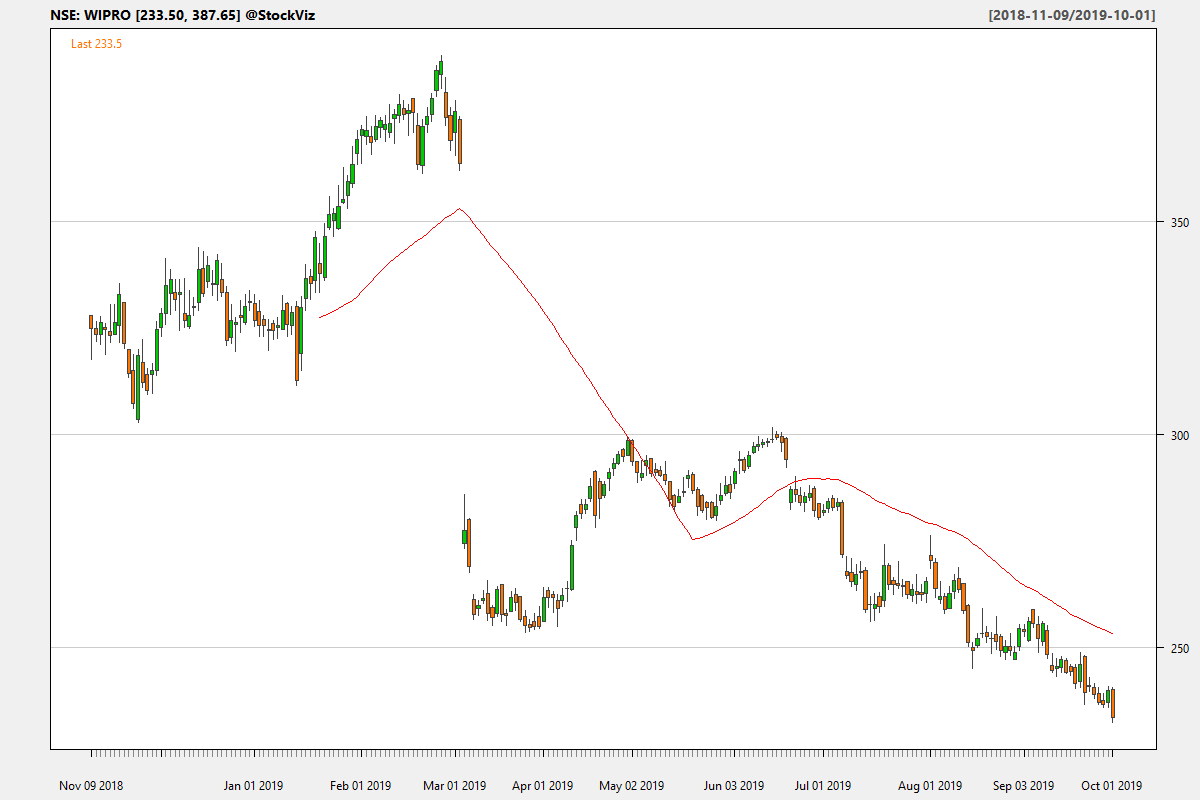 NSE: WIPRO [233.50, 387.65] @StockViz
[2018-11-09/2019-10-01]
Last 233.5
350
300
250
Nov 09 2018
Jan 01 2019
Feb 01 2019
Mar 01 2019
Apr 01 2019
May 02 2019
Jun 03 2019
Jul 01 2019
Aug 01 2019
Sep 03 2019
Oct 01 2019